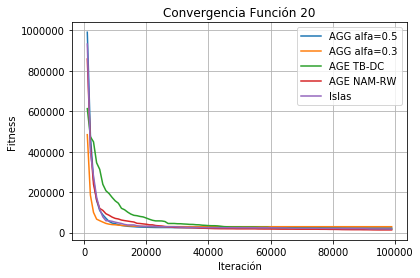 Convergencia Función 20
1000000
800000
600000
400000
200000
0
Fitness
AGG alfa=0.5
AGG alfa=0.3
AGE TB-DC
AGE NAM-RW
Islas
0 20000 40000 60000 80000 100000
Iteración